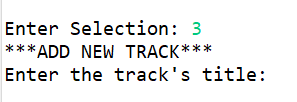 Enter Selection: 3
***ADD NEW TRACK***
Enter the track's title: